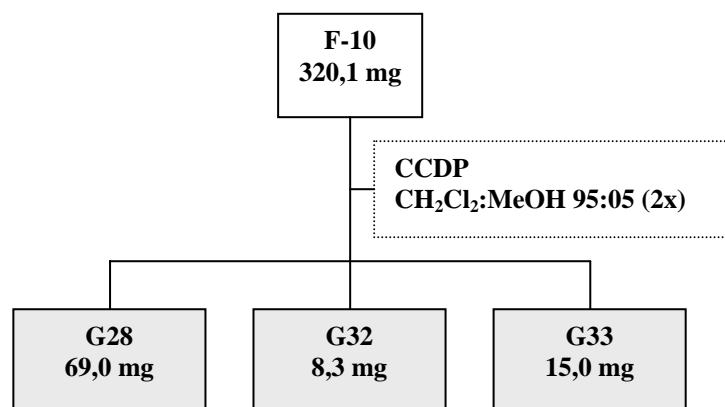 F-10
320,1 mg
CCDP
CH₂Cl₂:MeOH 95:05 (2x)
G28
69,0 mg
G32
8,3 mg
G33
15,0 mg